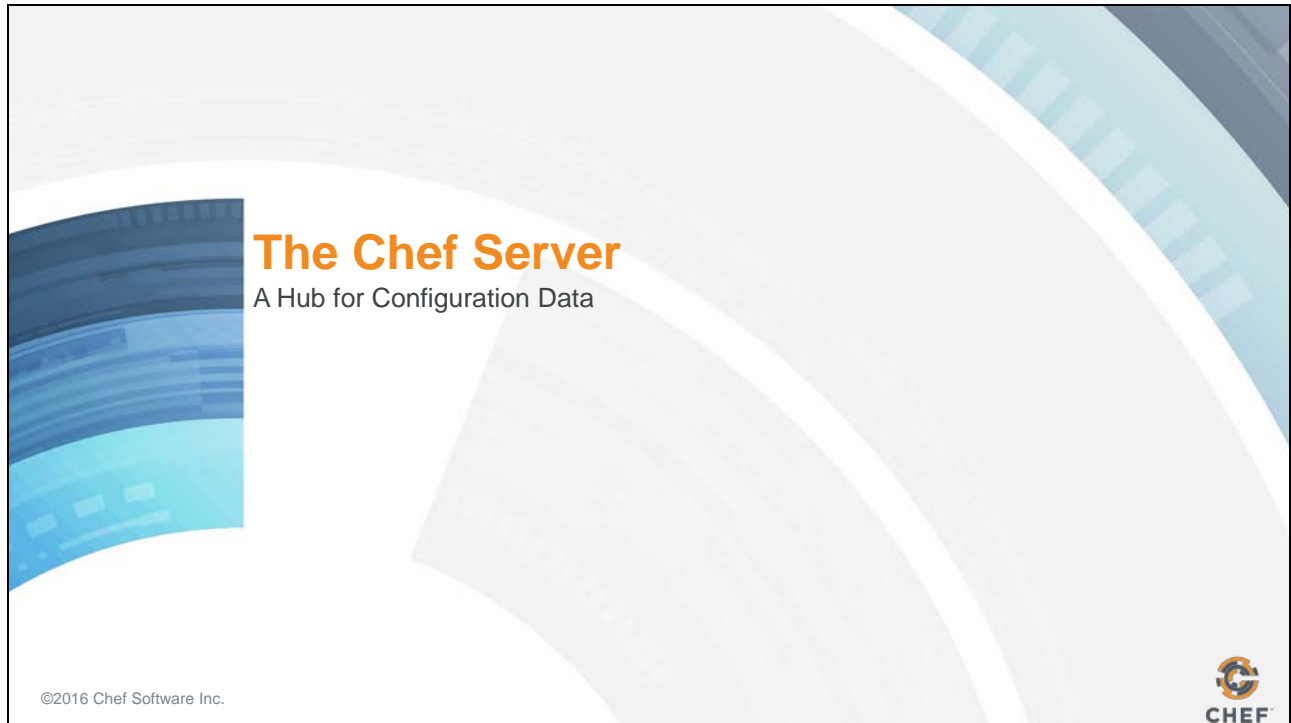 The Chef Server
A Hub for Configuration Data
©2016 Chef Software Inc.
CHEF